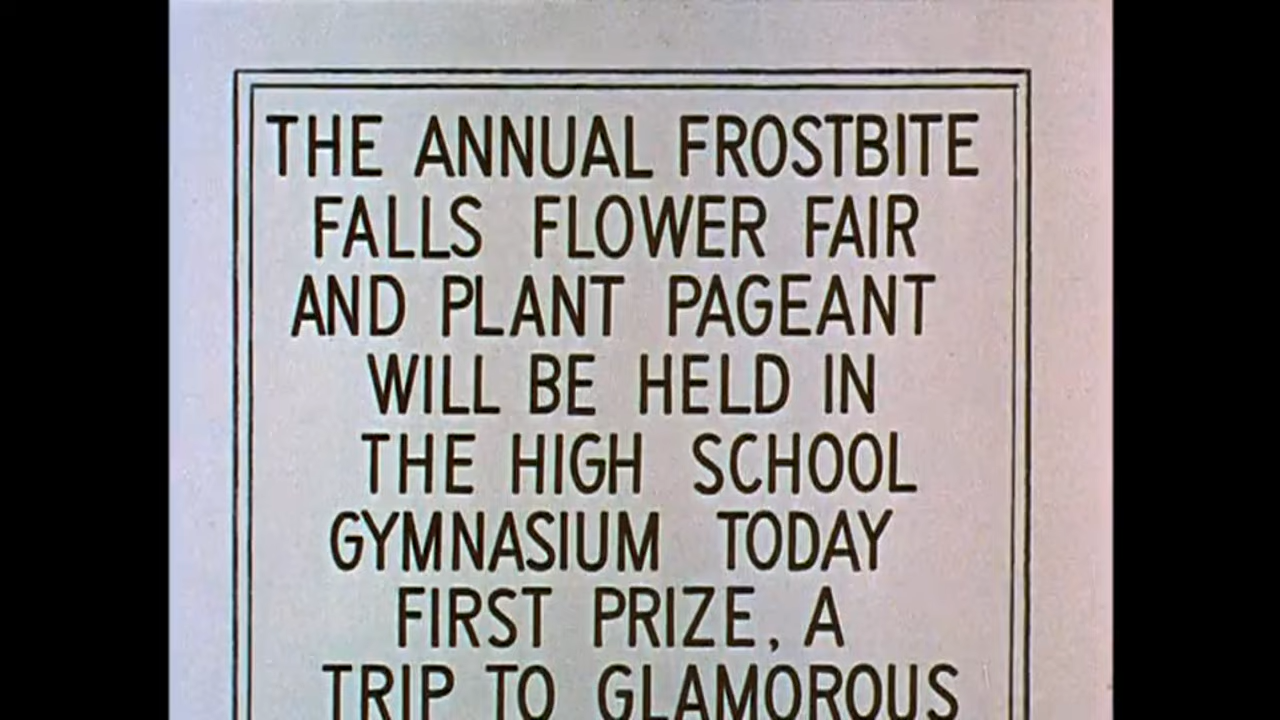 THE ANNUAL FROSTBITE
FALLS FLOWER FAIR
AND PLANT PAGEANT
WILL BE HELD IN
THE HIGH SCHOOL
GYMNASIUM TODAY
FIRST PRIZE, A
TRIP TO GLAMOROUS